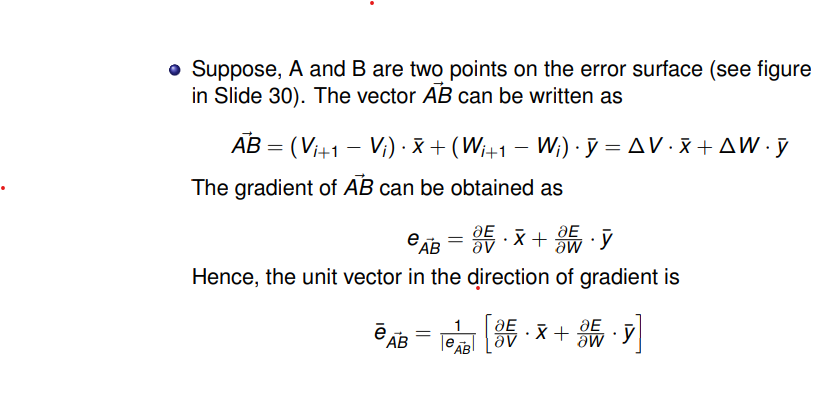 Suppose, A and B are two points on the error surface (see figure
in Slide 30). The vector $\vec{AB}$ can be written as
$\vec{AB} = (V_{i+1} - V_i) \cdot \bar{x} + (W_{i+1} - W_i) \cdot \bar{y} = \Delta V \cdot \bar{x} + \Delta W \cdot \bar{y}$
The gradient of $\vec{AB}$ can be obtained as
$e_{\vec{AB}} = \frac{\partial E}{\partial V} \cdot \bar{x} + \frac{\partial E}{\partial W} \cdot \bar{y}$
Hence, the unit vector in the direction of gradient is
$\bar{e}_{\vec{AB}} = \frac{1}{|e_{\vec{AB}}|} \left[ \frac{\partial E}{\partial V} \cdot \bar{x} + \frac{\partial E}{\partial W} \cdot \bar{y} \right]$